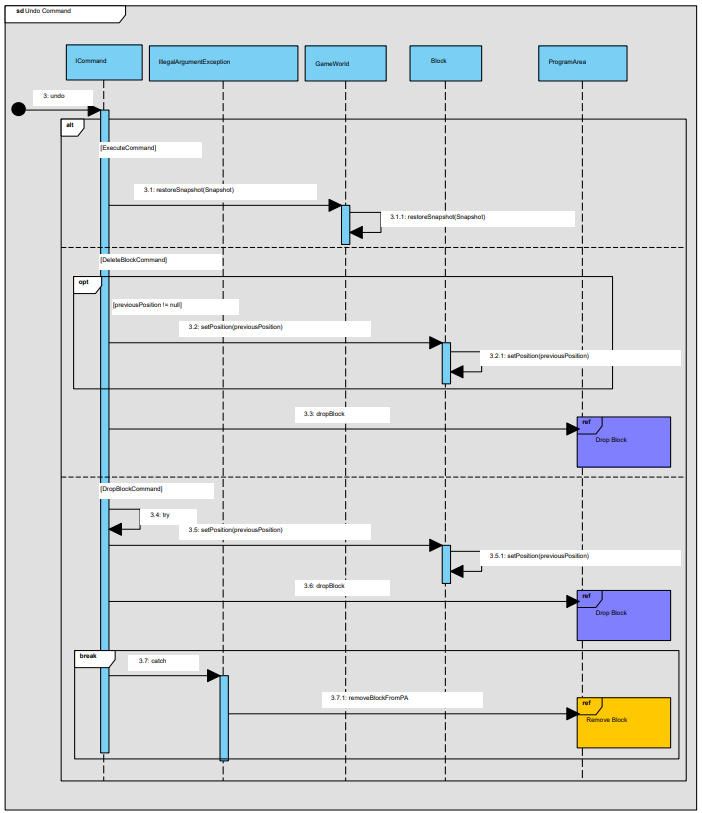 sd Undo Command
ICommand
IllegalArgumentException
GameWorld
Block
ProgramArea
3: undo
alt
[ExecuteCommand]
3.1: restoreSnapshot(Snapshot)
3.1.1: restoreSnapshot(Snapshot)
[DeleteBlockCommand]
opt
[previousPosition != null]
3.2: setPosition(previousPosition)
3.2.1: setPosition(previousPosition)
3.3: dropBlock
ref
Drop Block
[DropBlockCommand]
3.4: try
3.5: setPosition(previousPosition)
3.5.1: setPosition(previousPosition)
3.6: dropBlock
ref
Drop Block
break
3.7: catch
3.7.1: removeBlockFromPA
ref
Remove Block